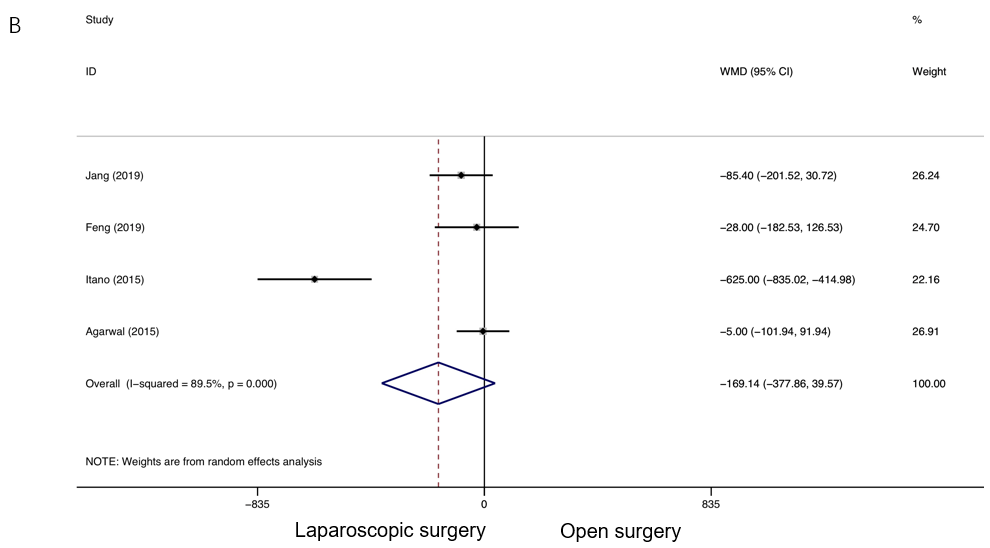 B
Study %
ID WMD (95% CI) Weight
Jang (2019) −85.40 (−201.52, 30.72) 26.24
Feng (2019) −28.00 (−182.53, 126.53) 24.70
Itano (2015) −625.00 (−835.02, −414.98) 22.16
Agarwal (2015) −5.00 (−101.94, 91.94) 26.91
Overall (I−squared = 89.5%, p = 0.000) −169.14 (−377.86, 39.57) 100.00
NOTE: Weights are from random effects analysis
−835 0 835
Laparoscopic surgery Open surgery